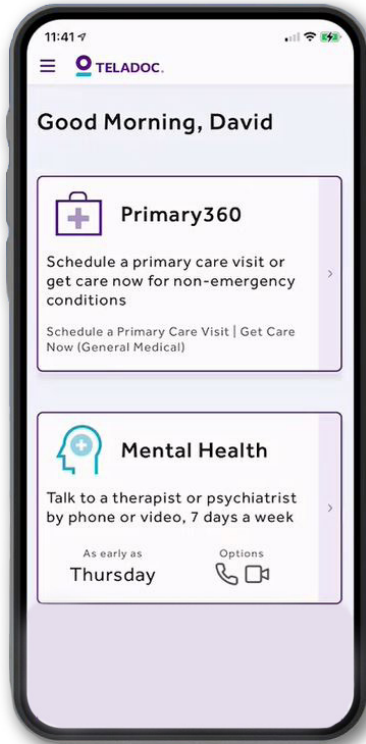 11:41
TELADOC.
Good Morning, David
Primary360
Schedule a primary care visit or
get care now for non-emergency
conditions
Schedule a Primary Care Visit | Get Care
Now (General Medical)
Mental Health
Talk to a therapist or psychiatrist
by phone or video, 7 days a week
As early as
Options
Thursday